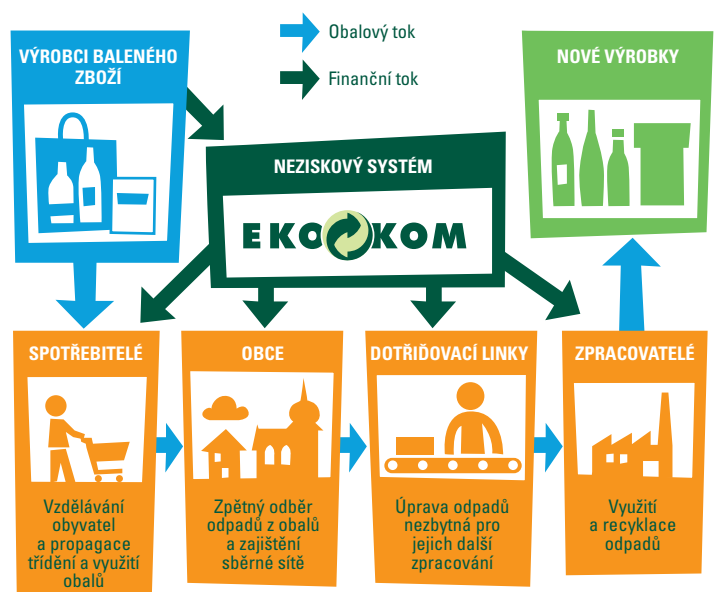 VÝROBCI BALENÉHO
ZBOŽÍ
Obalový tok
Finanční tok
NOVÉ VÝROBKY
NEZISKOVÝ SYSTÉM
EKO KOM
SPOTŘEBITELÉ
Vzdělávání
obyvatel
a propagace
třídění a využití
obalů
OBCE
Zpětný odběr
odpadů z obalů
a zajištění
sběrné sítě
DOTŘIĎOVACÍ LINKY
Úprava odpadů
nezbytná pro
jejich další
zpracování
ZPRACOVATELÉ
Využití
a recyklace
odpadů